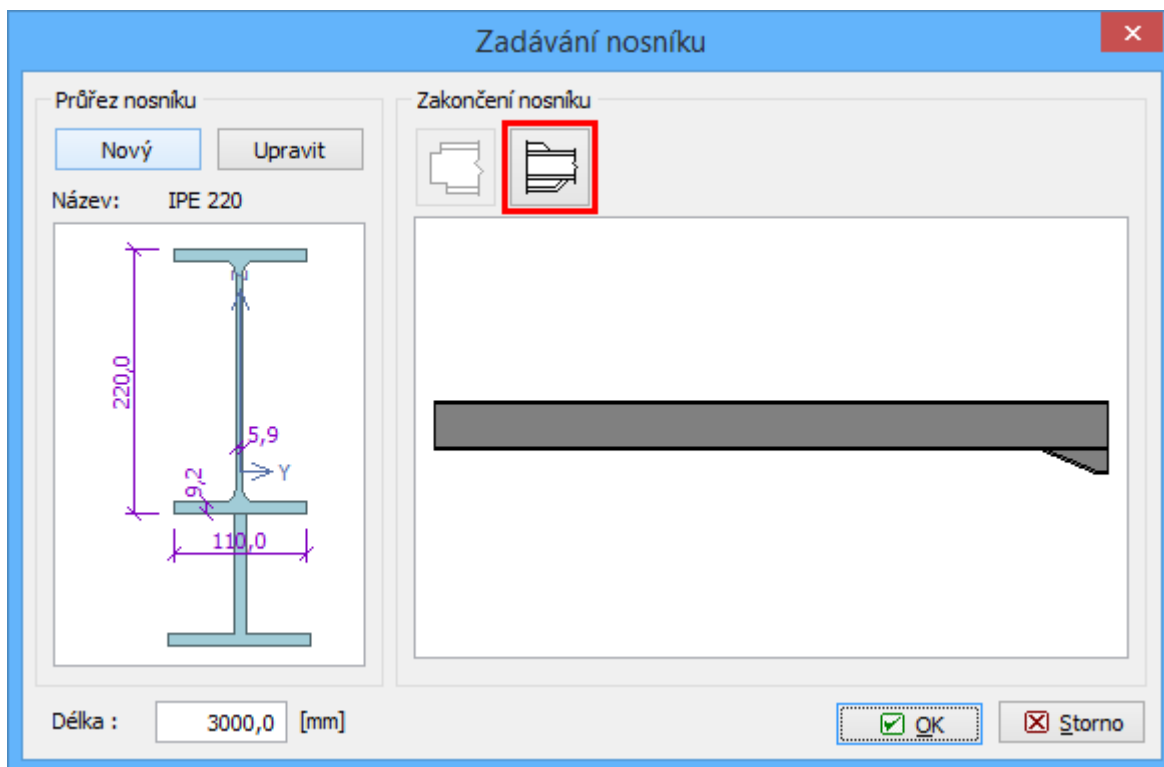 Zadávání nosníku
Průřez nosníku
Nový
Upravit
Název: IPE 220
220,0
5,9
Y
9,2
110,0
Zakončení nosníku
Délka : 3000,0 [mm]
OK
Storno